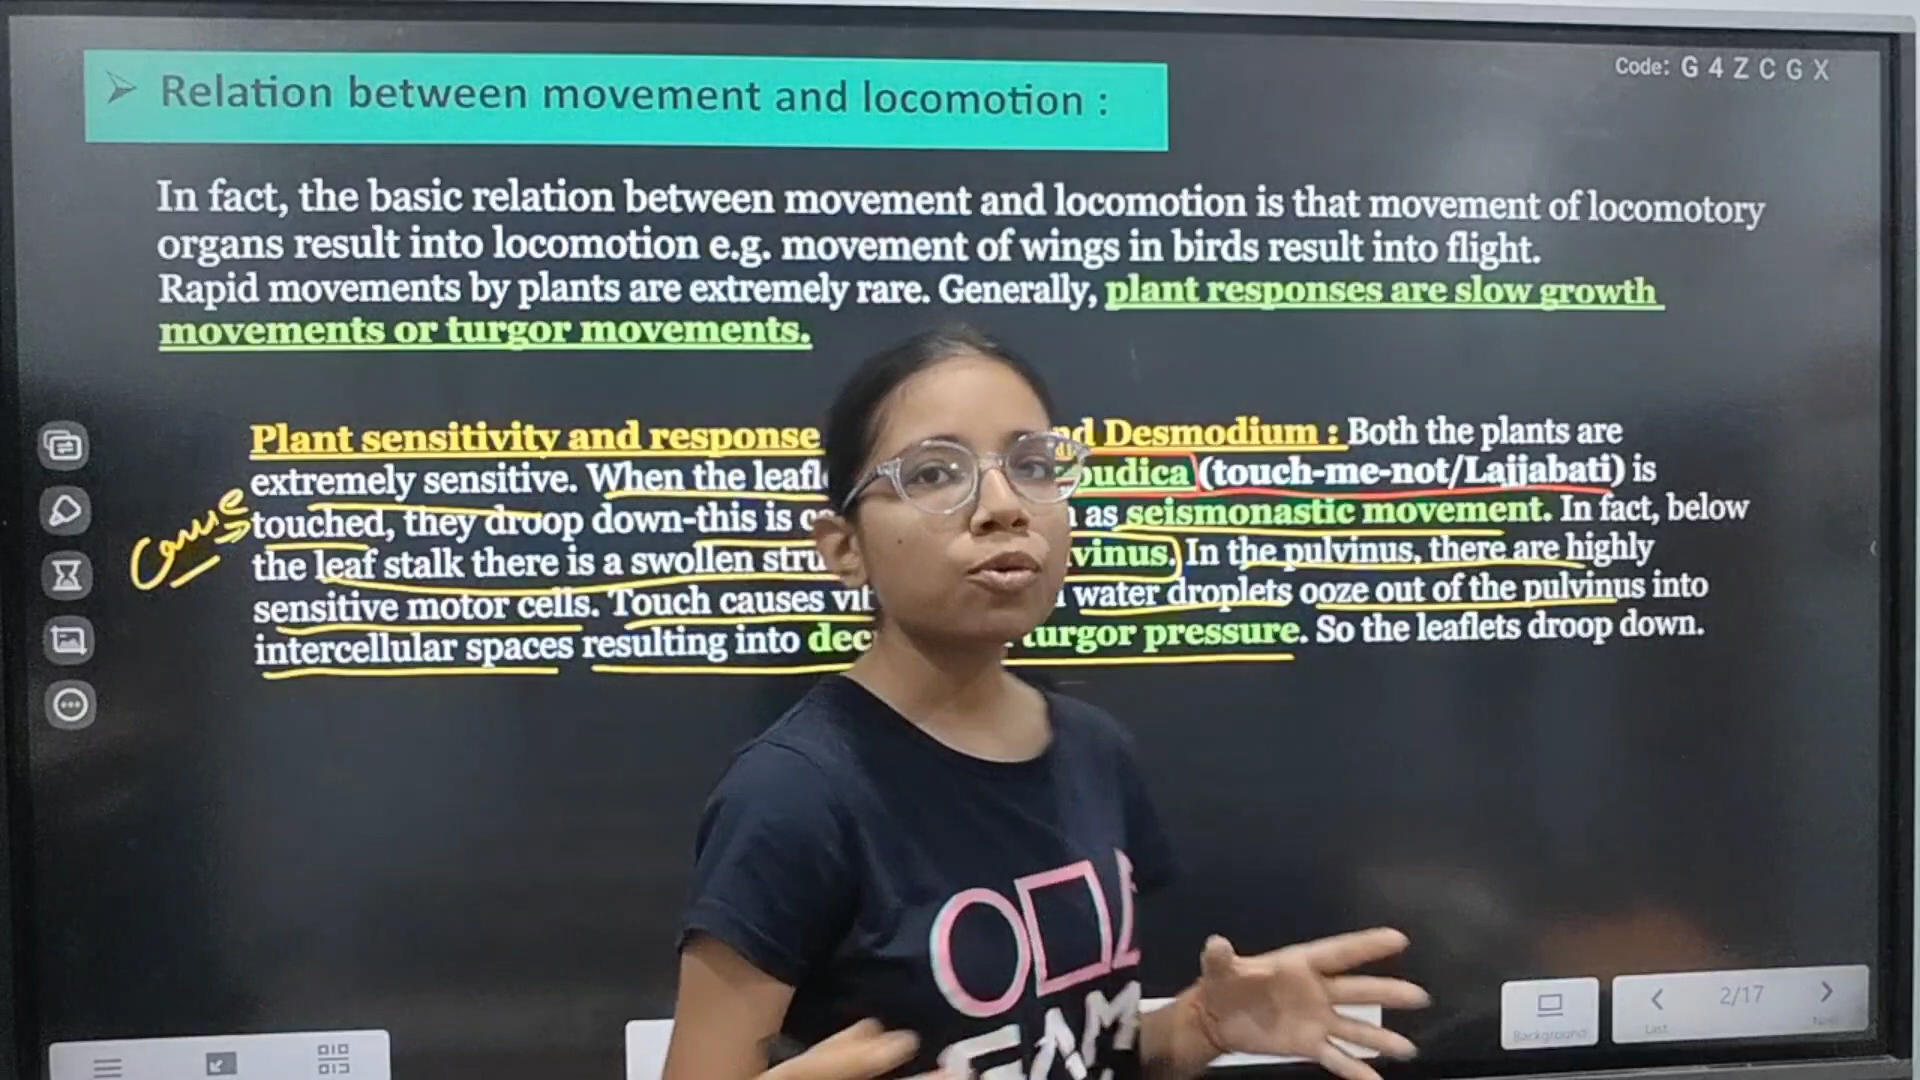 Code: G 4 Z C G X
➢ Relation between movement and locomotion :
In fact, the basic relation between movement and locomotion is that movement of locomotory
organs result into locomotion e.g. movement of wings in birds result into flight.
Rapid movements by plants are extremely rare. Generally, plant responses are slow growth
movements or turgor movements.
Plant sensitivity and response Desmodium : Both the plants are
extremely sensitive. When the pudica (touch-me-not/Lajjabati) is
touched, they droop down-this is as seismonastic movement. In fact, below
the leaf stalk there is a swollen In the pulvinus, there are highly
sensitive motor cells. Touch causes water droplets ooze out of the pulvinus into
intercellular spaces resulting into turgor pressure. So the leaflets droop down.
Cause
Background
Last
2/17
Next